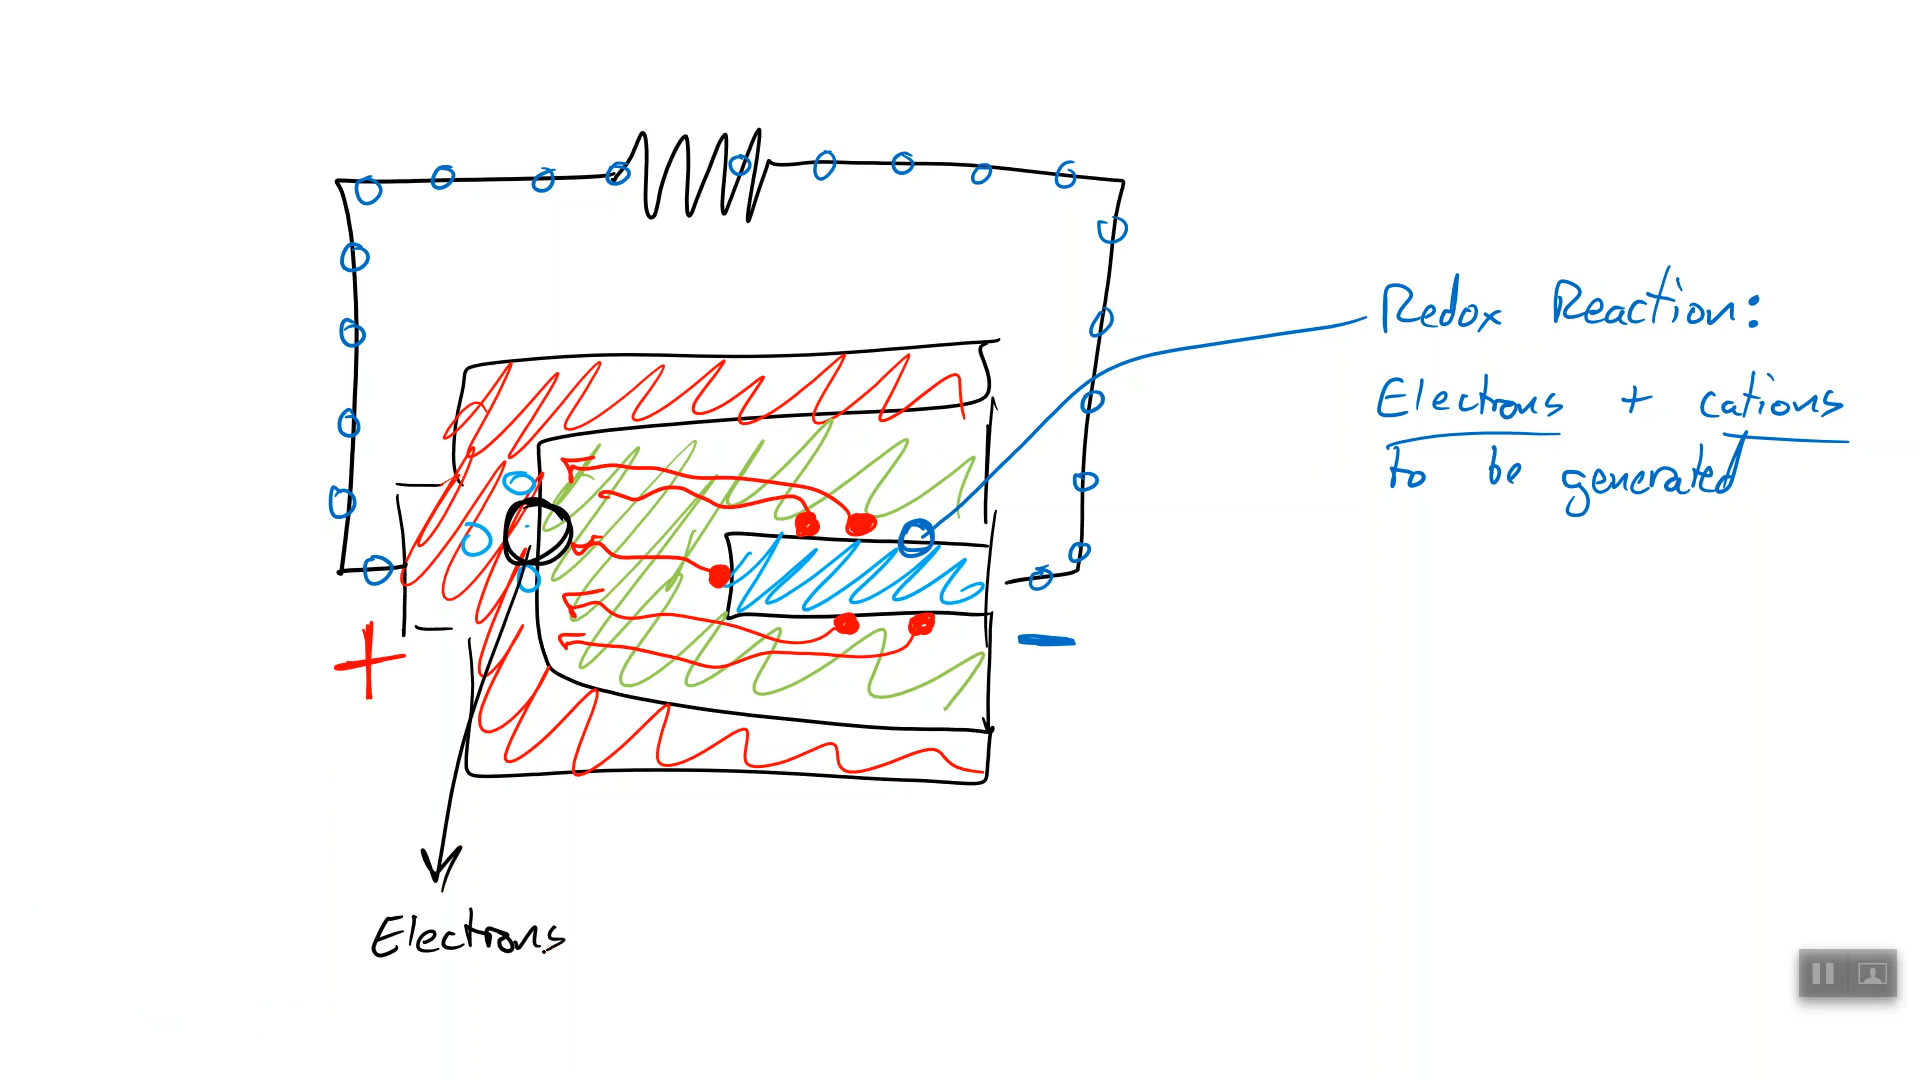 Redox Reaction:
Electrons + cations
to be generated
+
-
Electrons